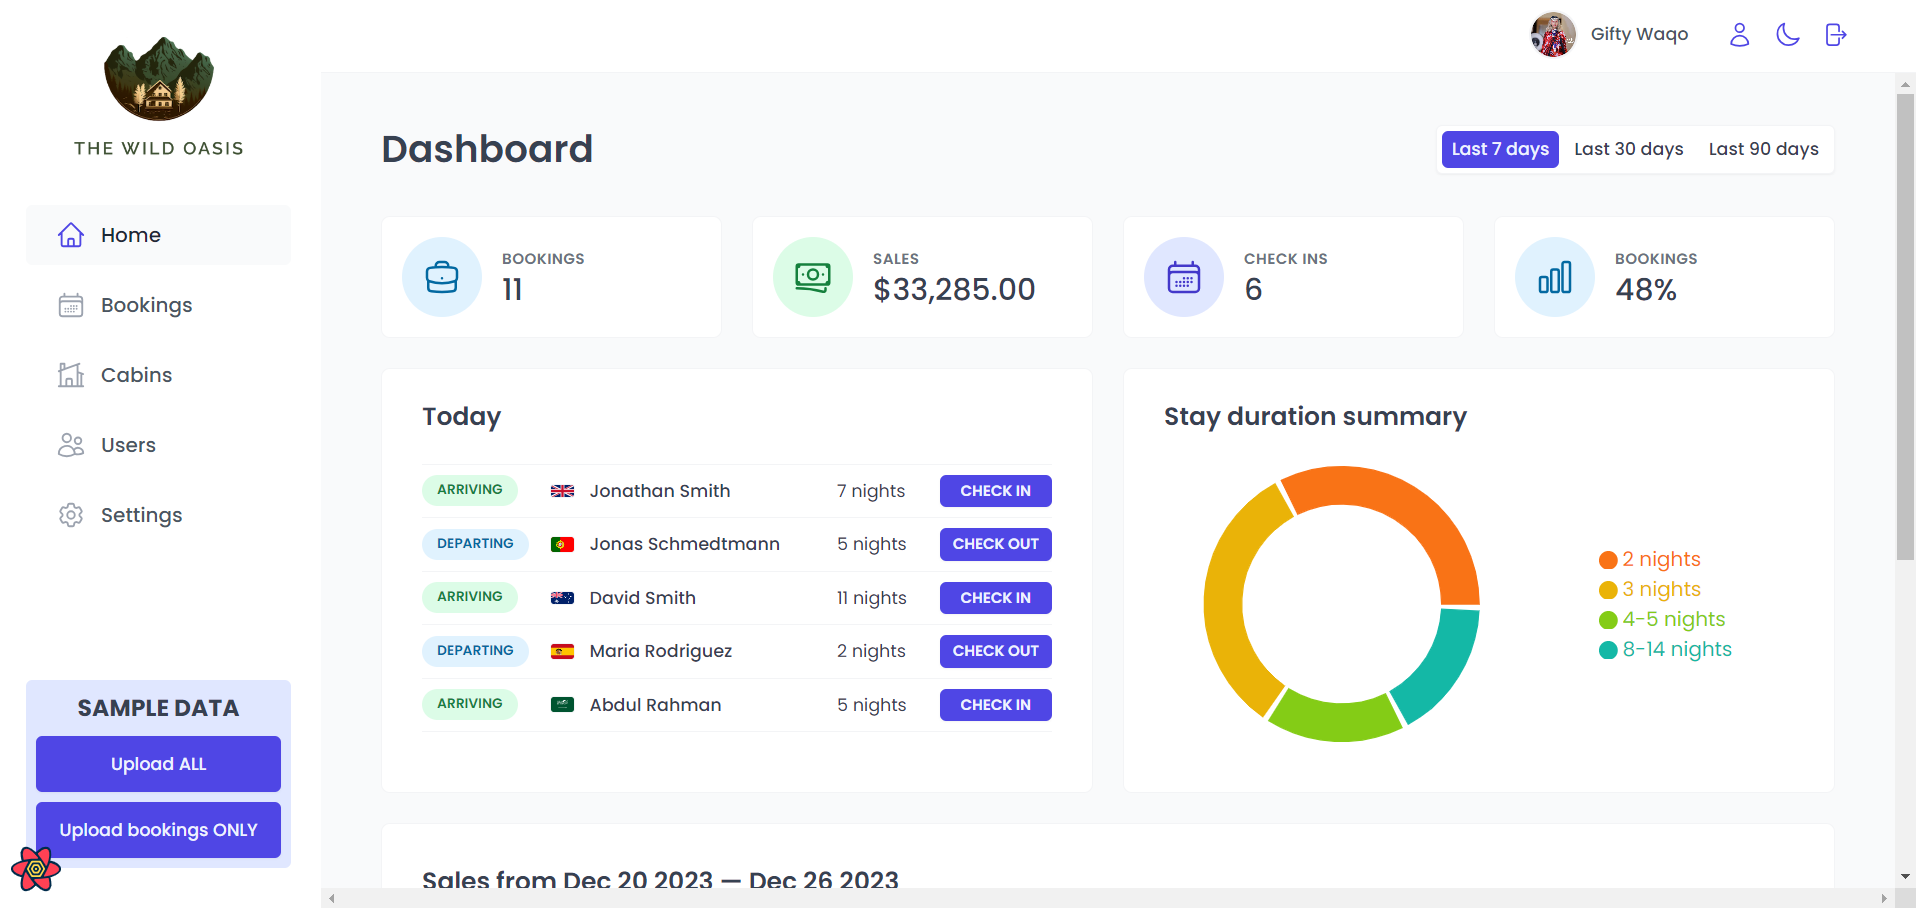 THE WILD OASIS
Home
Bookings
Cabins
Users
Settings
SAMPLE DATA
Upload ALL
Upload bookings ONLY
Gifty Waqo
Dashboard
Last 7 days Last 30 days Last 90 days
BOOKINGS
11
SALES
$33,285.00
CHECK INS
6
BOOKINGS
48%
Today
ARRIVING Jonathan Smith 7 nights CHECK IN
DEPARTING Jonas Schmedtmann 5 nights CHECK OUT
ARRIVING David Smith 11 nights CHECK IN
DEPARTING Maria Rodriguez 2 nights CHECK OUT
ARRIVING Abdul Rahman 5 nights CHECK IN
Stay duration summary
2 nights
3 nights
4-5 nights
8-14 nights
Sales from Dec 20 2023 — Dec 26 2023